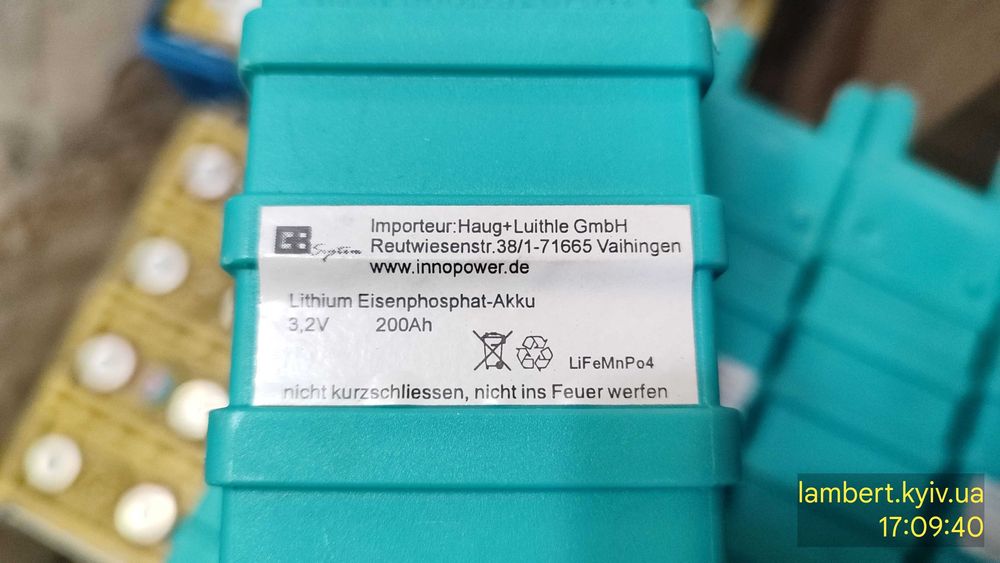 Importeur:Haug+Luithle GmbH
Reutwiesenstr.38/1-71665 Vaihingen
www.innopower.de
System
Lithium Eisenphosphat-Akku
3,2V 200Ah
LiFeMnPo4
nicht kurzschliessen, nicht ins Feuer werfen
lambert.kyiv.ua
17:09:40